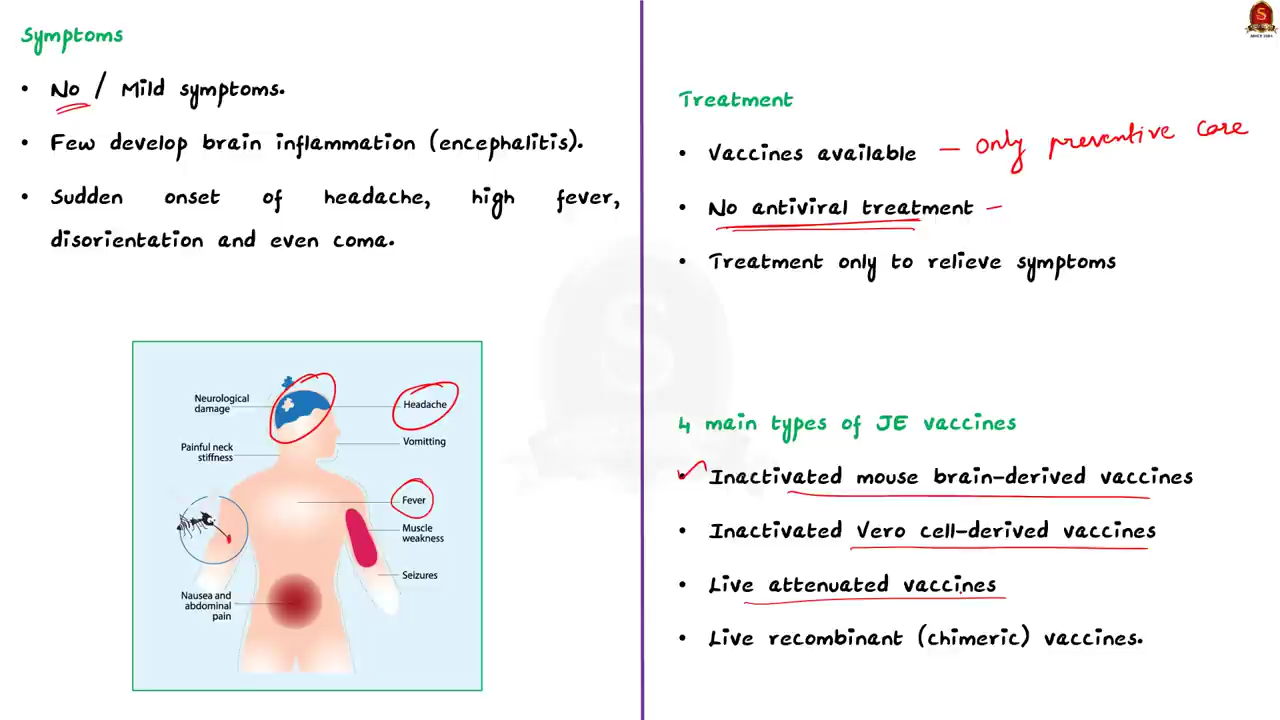 Symptoms
• No / Mild symptoms.
• Few develop brain inflammation (encephalitis).
• Sudden onset of headache, high fever,
disorientation and even coma.
Neurological
damage
Headache
Painful neck
stiffness
Vomitting
Fever
Muscle
weakness
Seizures
Nausea and
abdominal
pain
Treatment
• Vaccines available – Only preventive care
• No antiviral treatment –
• Treatment only to relieve symptoms
4 main types of JE vaccines
• Inactivated mouse brain-derived vaccines
• Inactivated Vero cell-derived vaccines
• Live attenuated vaccines
• Live recombinant (chimeric) vaccines.